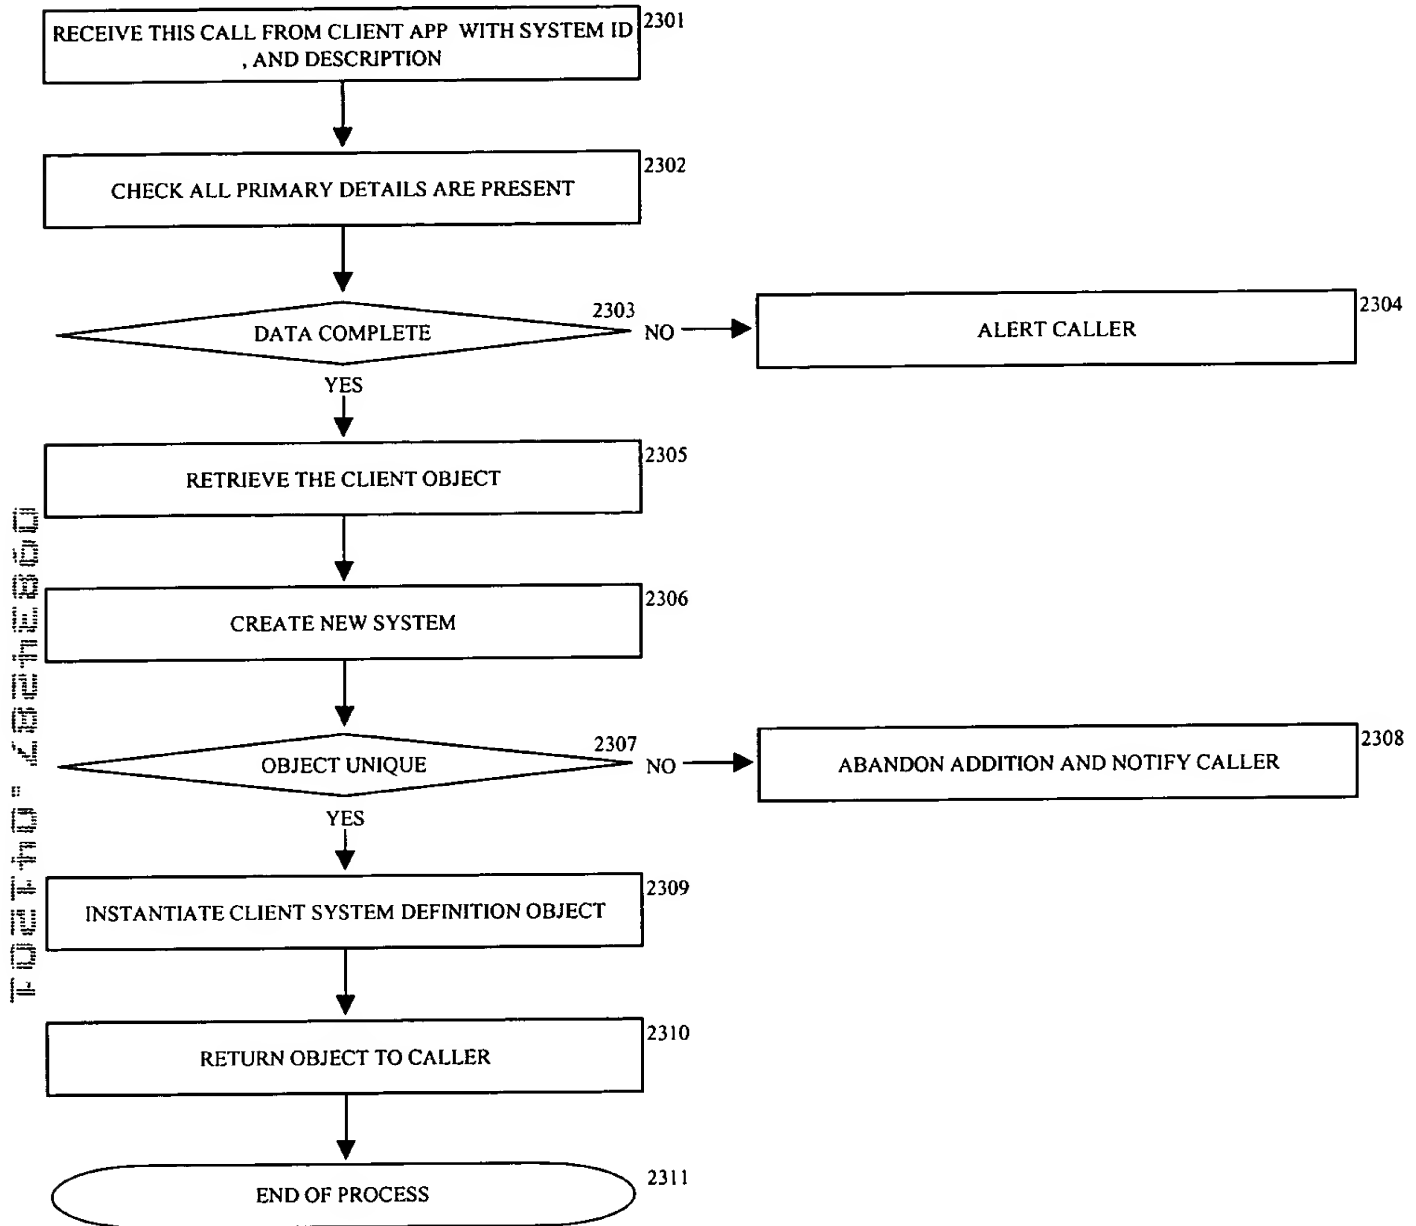 RECEIVE THIS CALL FROM CLIENT APP WITH SYSTEM ID
, AND DESCRIPTION
2301
CHECK ALL PRIMARY DETAILS ARE PRESENT
2302
DATA COMPLETE
2303
NO
ALERT CALLER
2304
YES
RETRIEVE THE CLIENT OBJECT
2305
CREATE NEW SYSTEM
2306
OBJECT UNIQUE
2307
NO
ABANDON ADDITION AND NOTIFY CALLER
2308
YES
INSTANTIATE CLIENT SYSTEM DEFINITION OBJECT
2309
RETURN OBJECT TO CALLER
2310
END OF PROCESS
2311